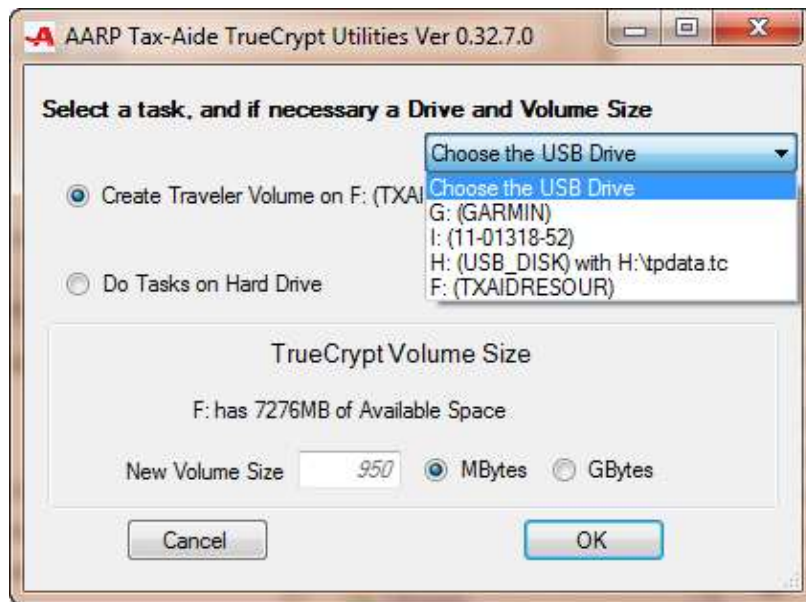 AARP Tax-Aide TrueCrypt Utilities Ver 0.32.7.0
Select a task, and if necessary a Drive and Volume Size
Choose the USB Drive
Choose the USB Drive
G: (GARMIN)
I: (11-01318-52)
H: (USB_DISK) with H:\tpdata.tc
F: (TXAIDRESOUR)
Create Traveler Volume on F: (TXAI
Do Tasks on Hard Drive
TrueCrypt Volume Size
F: has 7276MB of Available Space
New Volume Size 950 MBytes GBytes
Cancel OK